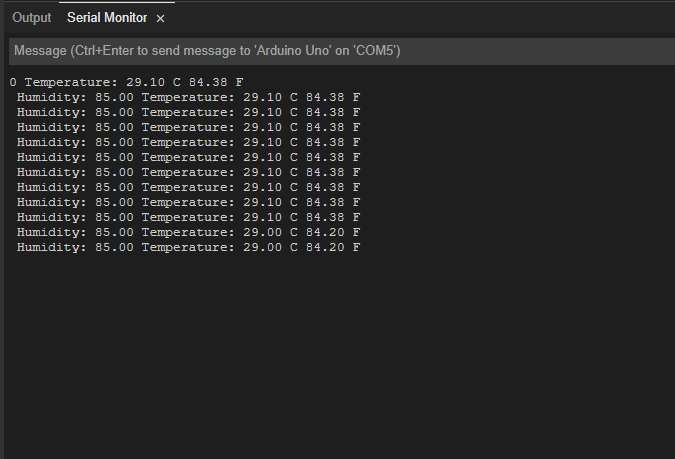 Output Serial Monitor ×
Message (Ctrl+Enter to send message to 'Arduino Uno' on 'COM5')
0 Temperature: 29.10 C 84.38 F
Humidity: 85.00 Temperature: 29.10 C 84.38 F
Humidity: 85.00 Temperature: 29.10 C 84.38 F
Humidity: 85.00 Temperature: 29.10 C 84.38 F
Humidity: 85.00 Temperature: 29.10 C 84.38 F
Humidity: 85.00 Temperature: 29.10 C 84.38 F
Humidity: 85.00 Temperature: 29.10 C 84.38 F
Humidity: 85.00 Temperature: 29.10 C 84.38 F
Humidity: 85.00 Temperature: 29.10 C 84.38 F
Humidity: 85.00 Temperature: 29.10 C 84.38 F
Humidity: 85.00 Temperature: 29.00 C 84.20 F
Humidity: 85.00 Temperature: 29.00 C 84.20 F